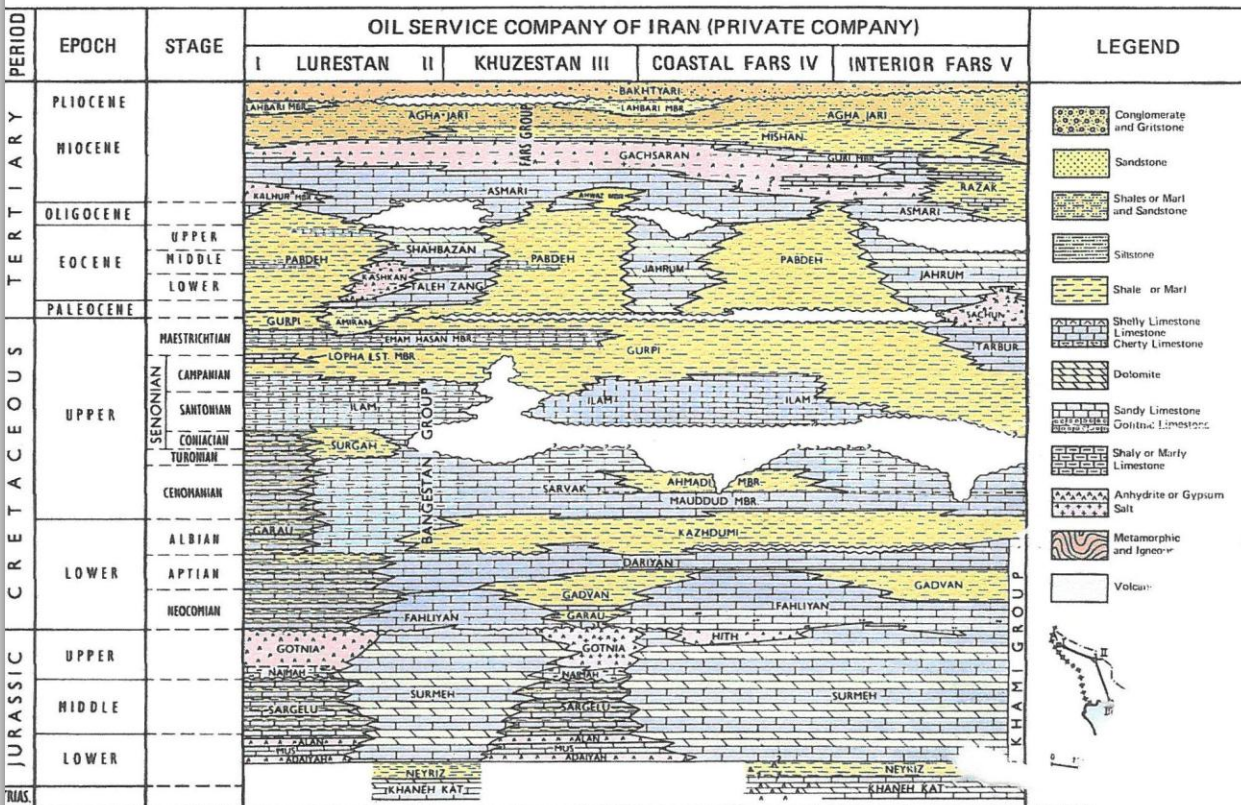 OIL SERVICE COMPANY OF IRAN (PRIVATE COMPANY)
PERIOD
EPOCH
STAGE
I LURESTAN II
KHUZESTAN III
COASTAL FARS IV
INTERIOR FARS V
LEGEND
TERTIARY
CRETACEOUS
JURASSIC
TRIAS.
PLIOCENE
MIOCENE
OLIGOCENE
EOCENE
PALEOCENE
UPPER
LOWER
UPPER
MIDDLE
LOWER
UPPER
MIDDLE
LOWER
MAESTRICHTIAN
SENONIAN
CAMPANIAN
SANTONIAN
CONIACIAN
TURONIAN
CENOMANIAN
ALBIAN
APTIAN
NEOCOMIAN
BAKHTYARI
LAHBARI MBR
LAHBARI MBR
AGHA JARI
AGHA JARI
FARS GROUP
MISHAN
GACHSARAN
GURI MBR
RAZAK
KALHUR MBR
ASMARI
AHWAZ MBR
ASMARI
PABDEH
SHAHBAZAN
PABDEH
JAHRUM
PABDEH
JAHRUM
KASHKAN
TALEH ZANG
SACHUN
GURPI
AMIRAN
EMAM HASAN MBR
GURPI
TARBUR
LOPHA LST. MBR
ILAM
ILAM
ILAM
BANGESTAN GROUP
SURGAH
SARVAK
AHMADI MBR
MAUDDUD MBR
GARAU
KAZHDUMI
DARIYAN
GADVAN
GADVAN
FAHLIYAN
GARAU
FAHLIYAN
KHAMI GROUP
GOTNIA
GOTNIA
HITH
NAJMAH
NAJMAH
SURMEH
SURMEH
SARGELU
SARGELU
ALAN
MUS
ADAIYAH
ALAN
MUS
ADAIYAH
NEYRIZ
NEYRIZ
KHANEH KAT
KHANEH KAT
Conglomerate
and Gritstone
Sandstone
Shales or Marl
and Sandstone
Siltstone
Shale or Marl
Shelly Limestone
Limestone
Cherty Limestone
Dolomite
Sandy Limestone
Limestone
Shaly or Marly
Limestone
Anhydrite or Gypsum
Salt
Metamorphic
and Igneous
II
III
0